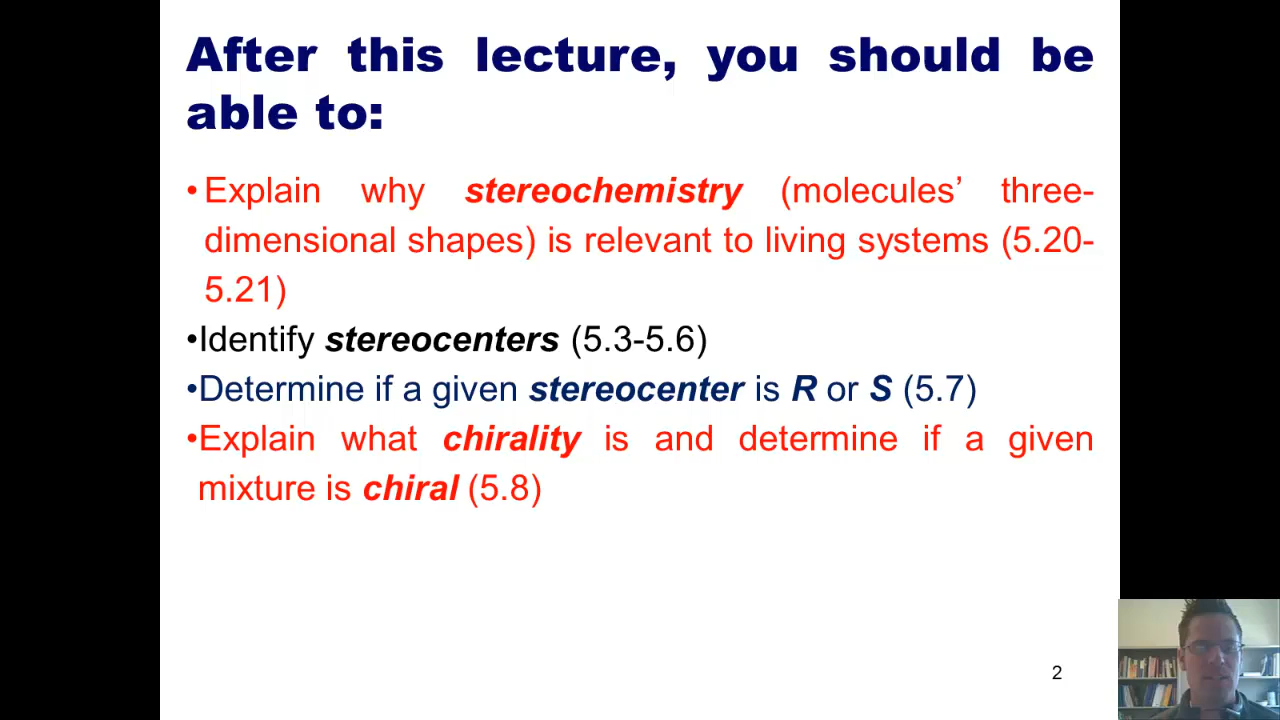 After this lecture, you should be
able to:
• Explain why stereochemistry (molecules’ three-
dimensional shapes) is relevant to living systems (5.20-
5.21)
•Identify stereocenters (5.3-5.6)
•Determine if a given stereocenter is R or S (5.7)
•Explain what chirality is and determine if a given
mixture is chiral (5.8)
2